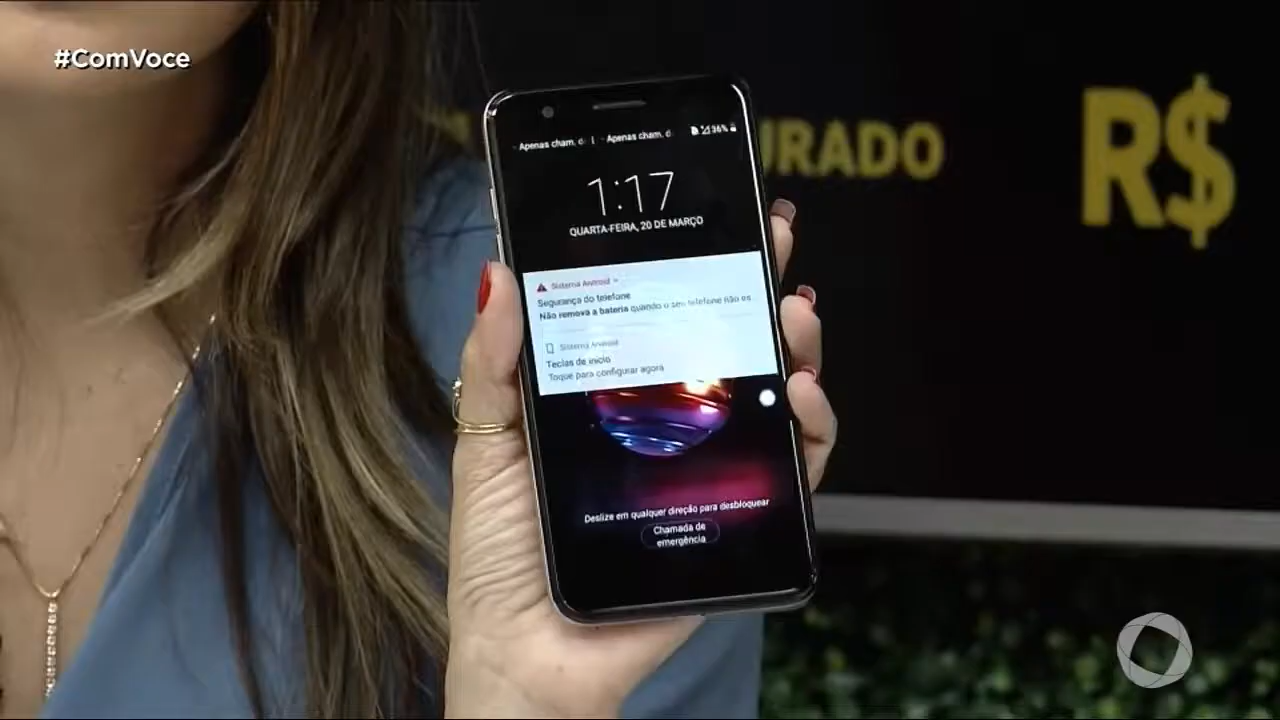 #ComVoce
URADO
R$
Apenas cham. d
Apenas cham. d
36%
1:17
QUARTA-FEIRA, 20 DE MARÇO
Sistema Android
Segurança do telefone
Não remova a bateria quando o seu telefone não es...
Sistema Android
Teclas de início
Toque para configurar agora
Deslize em qualquer direção para desbloquear
Chamada de
emergência